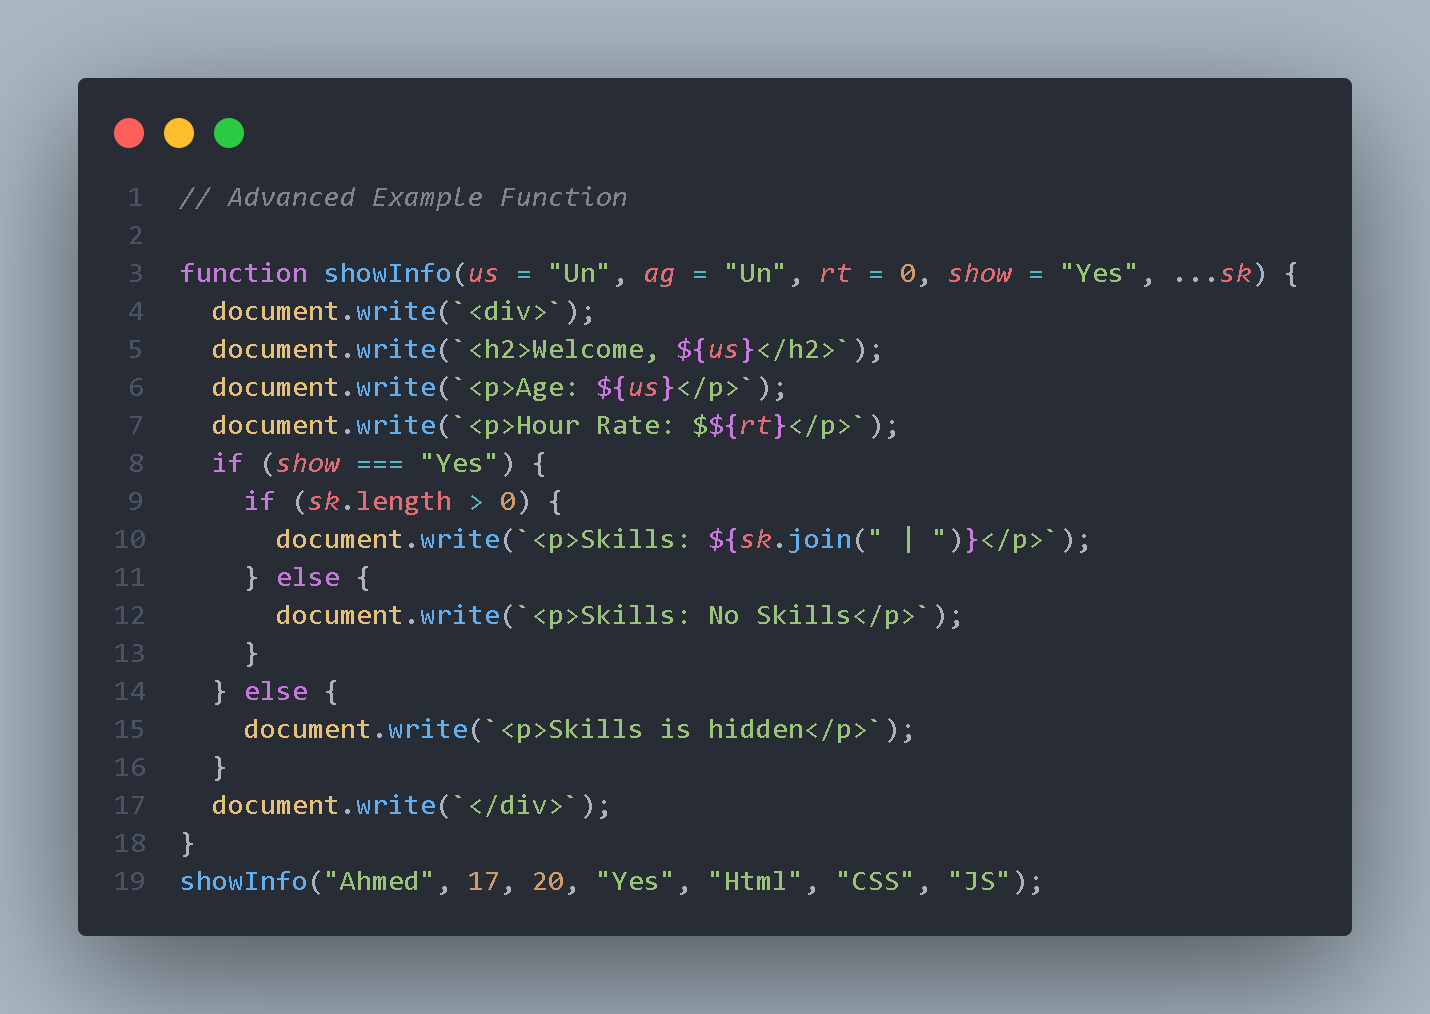 1 // Advanced Example Function
2
3 function showInfo(us = "Un", ag = "Un", rt = 0, show = "Yes", ...sk) {
4   document.write(`<div>`);
5   document.write(`<h2>Welcome, ${us}</h2>`);
6   document.write(`<p>Age: ${us}</p>`);
7   document.write(`<p>Hour Rate: $${rt}</p>`);
8   if (show === "Yes") {
9     if (sk.length > 0) {
10       document.write(`<p>Skills: ${sk.join(" | ")}</p>`);
11     } else {
12       document.write(`<p>Skills: No Skills</p>`);
13     }
14   } else {
15     document.write(`<p>Skills is hidden</p>`);
16   }
17   document.write(`</div>`);
18 }
19 showInfo("Ahmed", 17, 20, "Yes", "Html", "CSS", "JS");